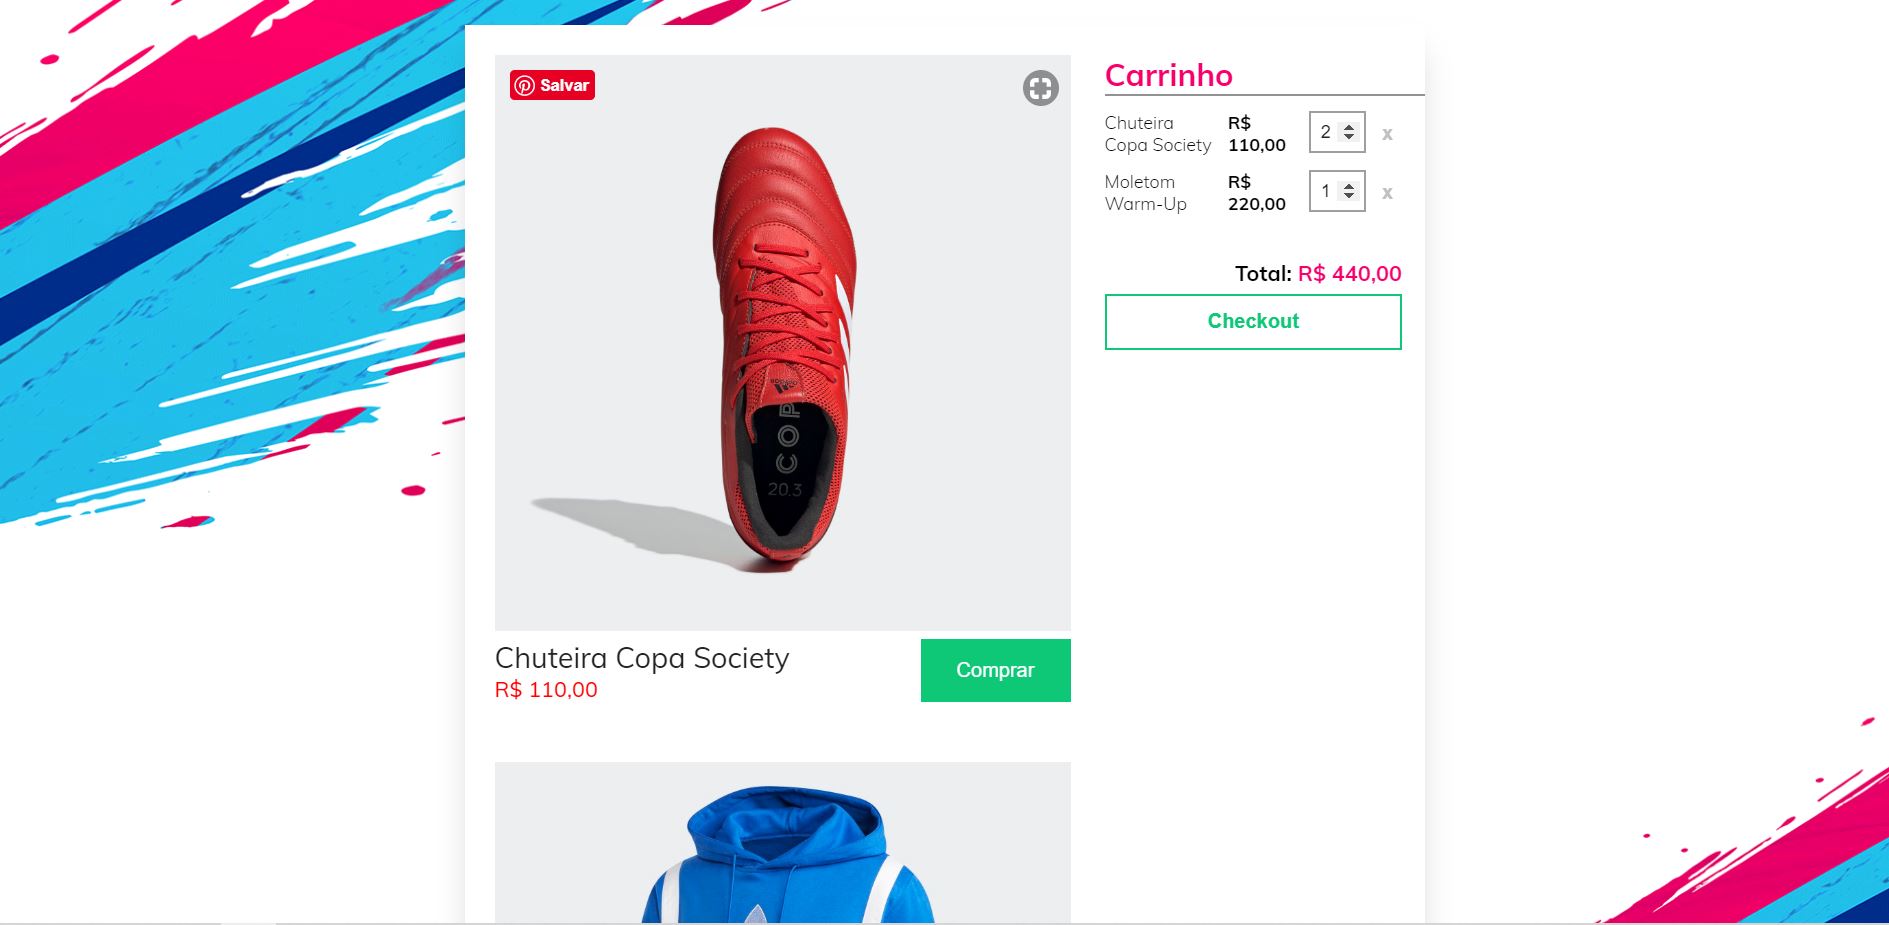 Salvar
COP
20.3
Chuteira Copa Society
R$ 110,00
Comprar
Carrinho
Chuteira
Copa Society
R$
110,00
2
x
Moletom
Warm-Up
R$
220,00
1
x
Total: R$ 440,00
Checkout